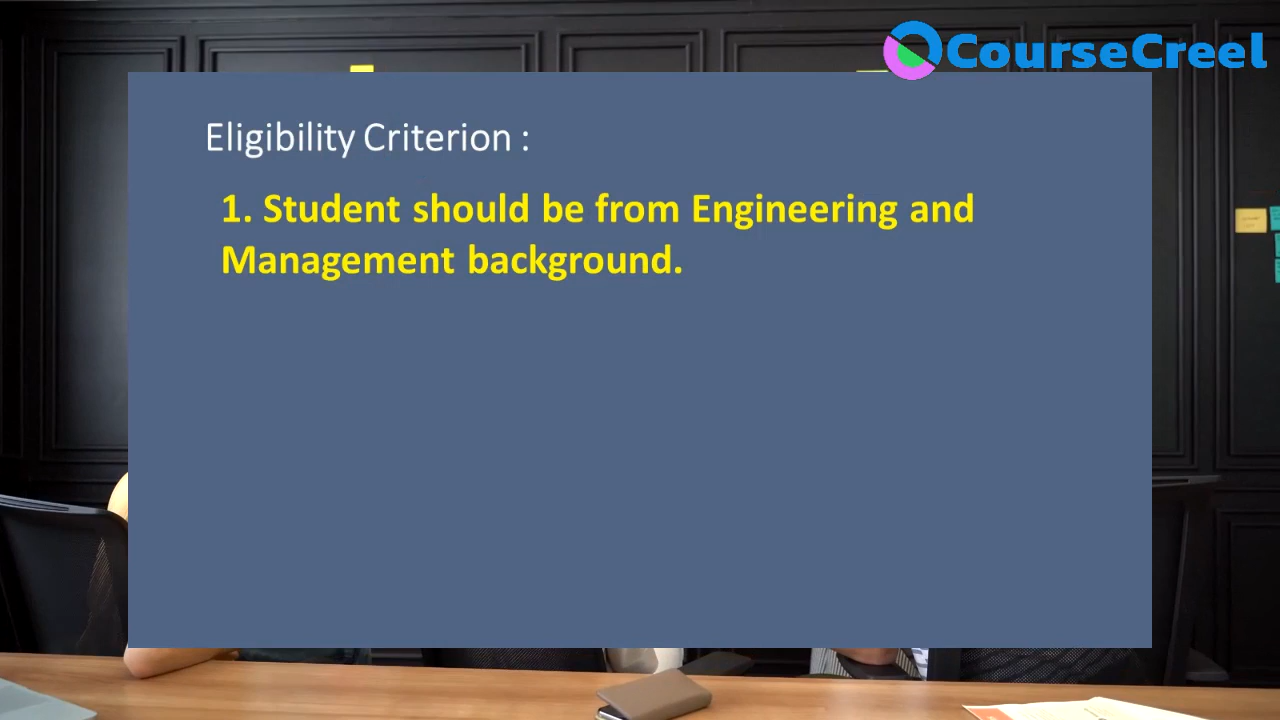 CourseCreel
Eligibility Criterion :
1. Student should be from Engineering and
Management background.